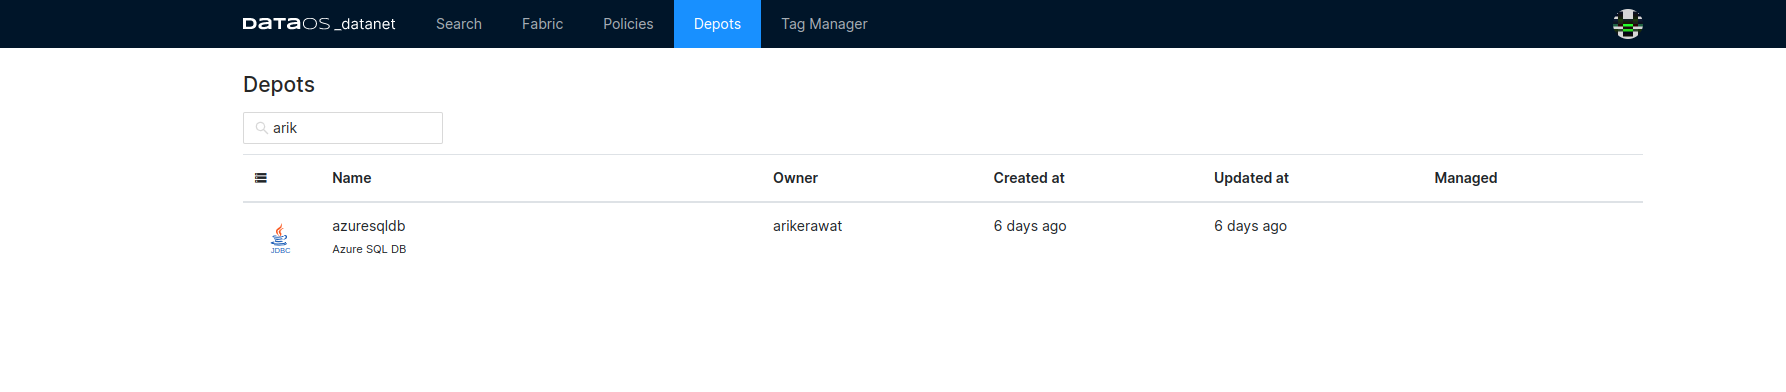 DATAOS _datanet Search Fabric Policies Depots Tag Manager
Depots
arik
Name Owner Created at Updated at Managed
azuresqldb arikerawat 6 days ago 6 days ago
JDBC Azure SQL DB